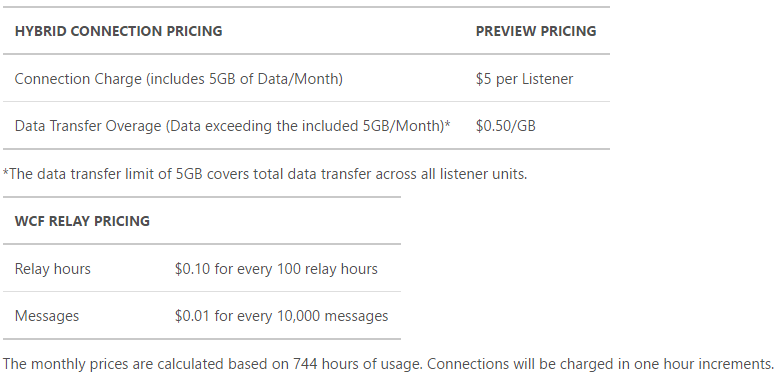 HYBRID CONNECTION PRICING PREVIEW PRICING
Connection Charge (includes 5GB of Data/Month) $5 per Listener
Data Transfer Overage (Data exceeding the included 5GB/Month)* $0.50/GB
*The data transfer limit of 5GB covers total data transfer across all listener units.
WCF RELAY PRICING
Relay hours $0.10 for every 100 relay hours
Messages $0.01 for every 10,000 messages
The monthly prices are calculated based on 744 hours of usage. Connections will be charged in one hour increments.